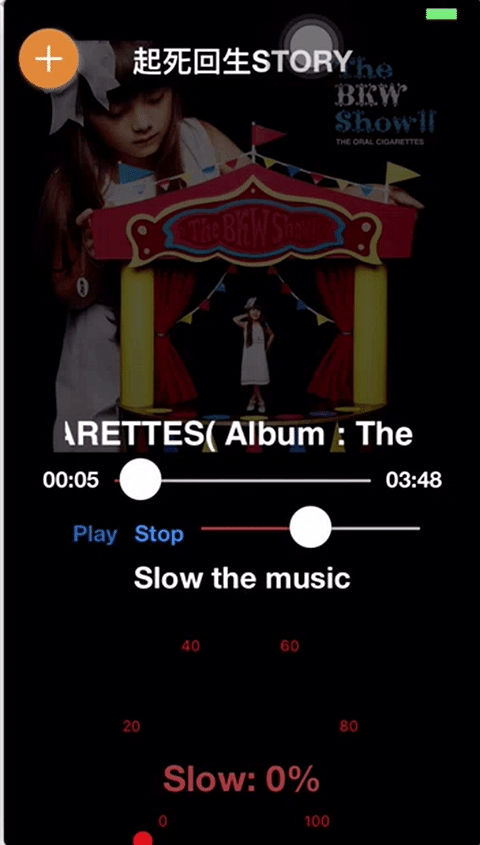 起死回生STORY
The
BKW
Show!!
THE ORAL CIGARETTES
The BKW Show!!
ARETTES( Album : The
00:05
03:48
Play Stop
Slow the music
40 60
20 80
Slow: 0%
0 100